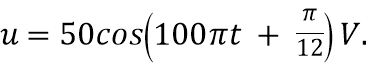 u = 50cos(100πt + π/12) V.